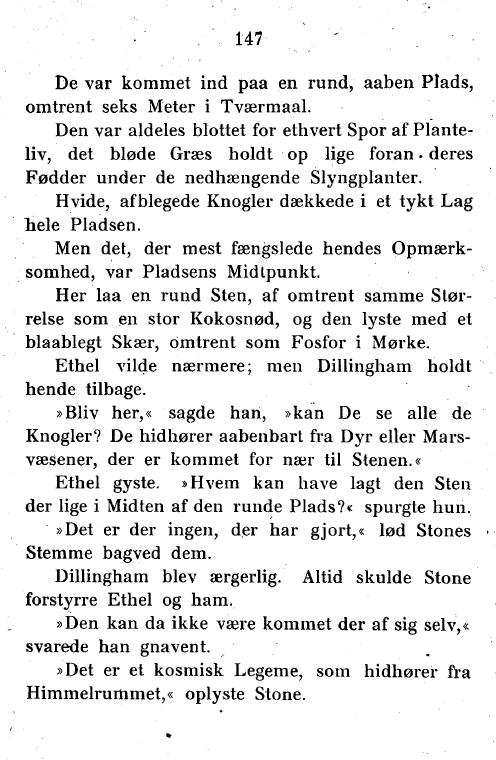 147
De var kommet ind paa en rund, aaben Plads,
omtrent seks Meter i Tværmaal.
Den var aldeles blottet for ethvert Spor af Plante-
liv, det bløde Græs holdt op lige foran deres
Fødder under de nedhængende Slyngplanter.
Hvide, afblegede Knogler dækkede i et tykt Lag
hele Pladsen.
Men det, der mest fængslede hendes Opmærk-
somhed, var Pladsens Midtpunkt.
Her laa en rund Sten, af omtrent samme Stør-
relse som en stor Kokosnød, og den lyste med et
blaablegt Skær, omtrent som Fosfor i Mørke.
Ethel vilde nærmere; men Dillingham holdt
hende tilbage.
»Bliv her,« sagde han, »kan De se alle de
Knogler? De hidhører aabenbart fra Dyr eller Mars-
væsener, der er kommet for nær til Stenen.«
Ethel gyste. »Hvem kan have lagt den Sten
der lige i Midten af den runde Plads?« spurgte hun.
»Det er der ingen, der har gjort,« lød Stones
Stemme bagved dem.
Dillingham blev ærgerlig. Altid skulde Stone
forstyrre Ethel og ham.
»Den kan da ikke være kommet der af sig selv,«
svarede han gnavent.
»Det er et kosmisk Legeme, som hidhører fra
Himmelrummet,« oplyste Stone.